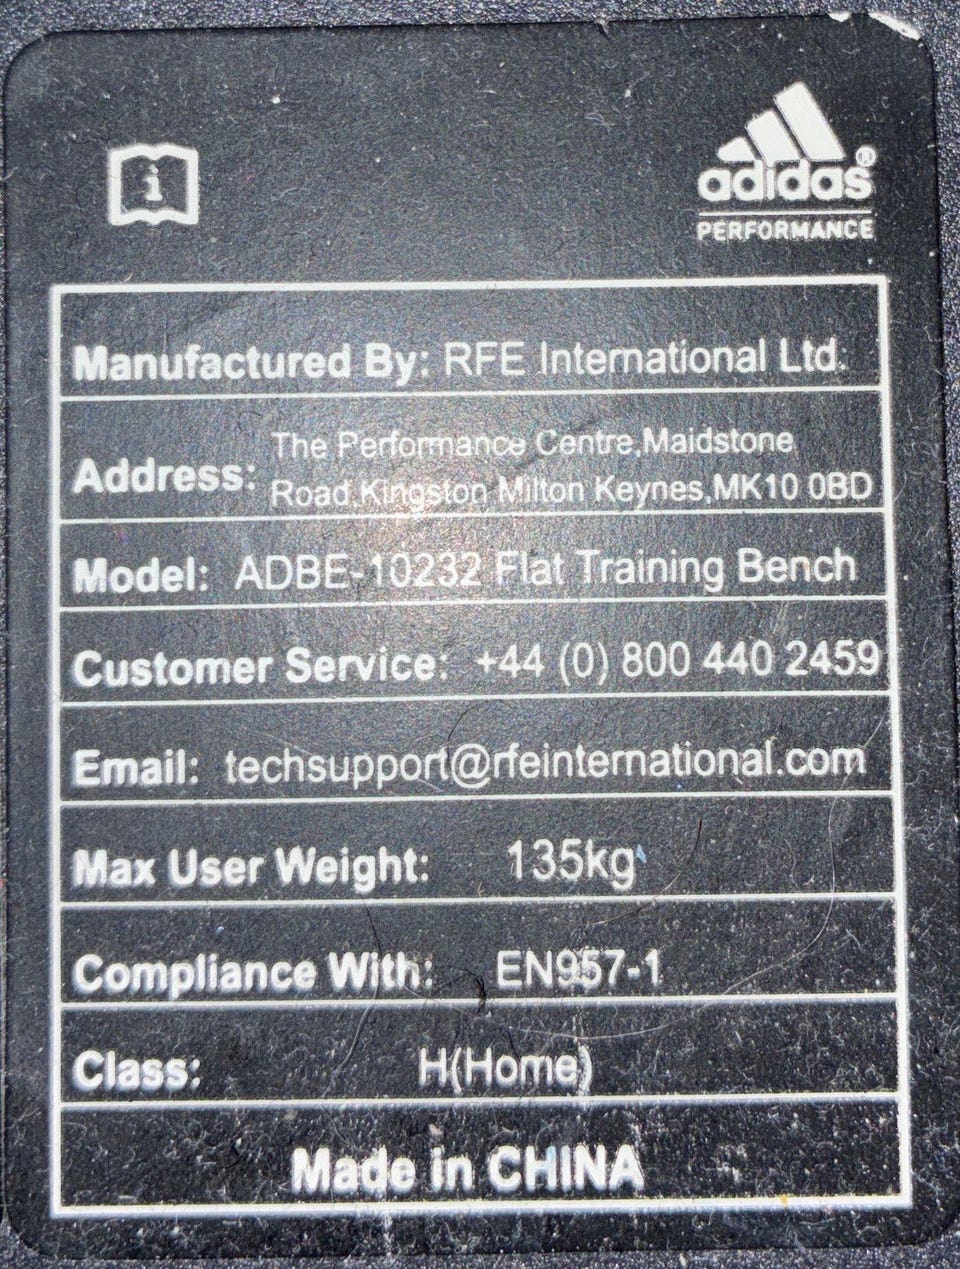 i
adidas®
PERFORMANCE
Manufactured By: RFE International Ltd.
Address: The Performance Centre,Maidstone
Road,Kingston Milton Keynes,MK10 0BD
Model: ADBE-10232 Flat Training Bench
Customer Service: +44 (0) 800 440 2459
Email: techsupport@rfeinternational.com
Max User Weight: 135kg
Compliance With: EN957-1
Class: H(Home)
Made in CHINA